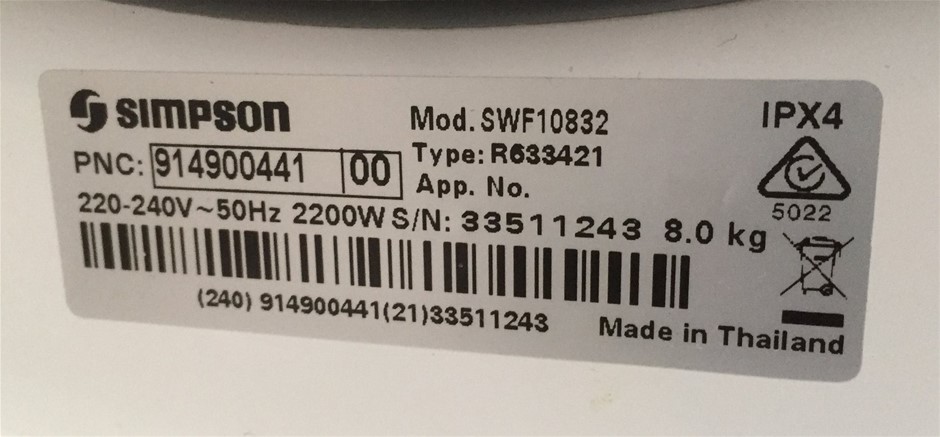 SIMPSON
Mod. SWF10832
IPX4
PNC: 914900441 00
Type: R633421
App. No.
5022
220-240V~50Hz 2200W S/N: 33511243 8.0 kg
(240) 914900441(21)33511243
Made in Thailand